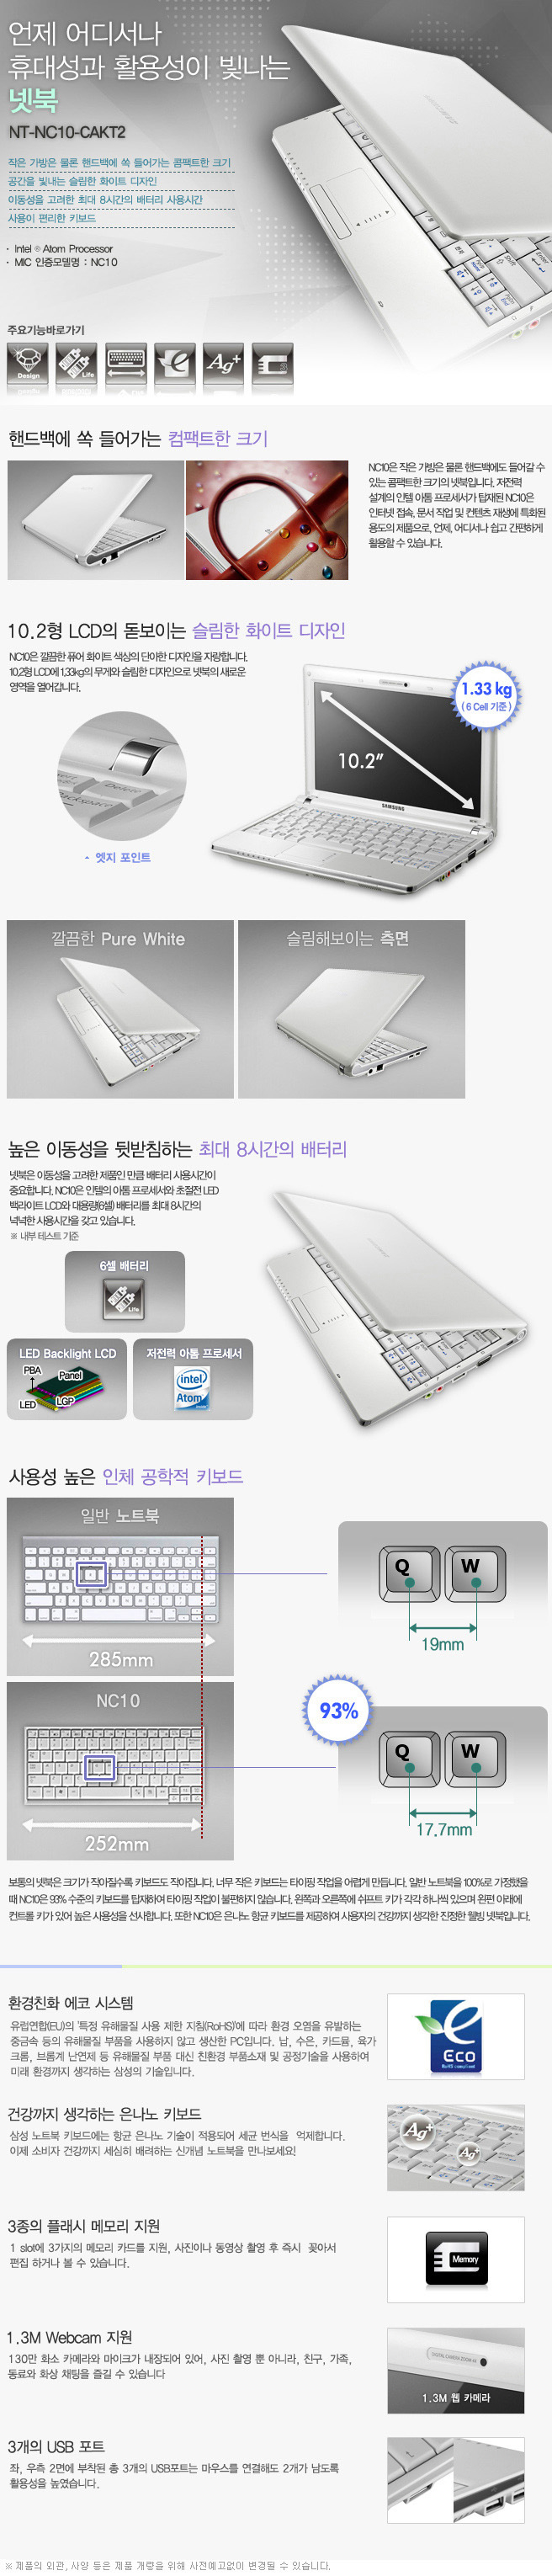 언제 어디서나
휴대성과 활용성이 빛나는
넷북
NT-NC10-CAKT2
작은 가방은 물론 핸드백에 쏙 들어가는 콤팩트한 크기
공간을 빛내는 슬림한 화이트 디자인
이동성을 고려한 최대 8시간의 배터리 사용시간
사용이 편리한 키보드
· Intel ® Atom Processor
· MIC 인증모델명 : NC10
주요기능바로가기
Design
Life
e
Ag+
핸드백에 쏙 들어가는 컴팩트한 크기
NC10은 작은 가방은 물론 핸드백에도 들어갈 수
있는 콤팩트한 크기의 넷북입니다. 저전력
설계의 인텔 아톰 프로세서가 탑재된 NC10은
인터넷 접속, 문서 작업 및 컨텐츠 재생에 특화된
용도의 제품으로, 언제, 어디서나 쉽고 간편하게
활용할 수 있습니다.
10.2형 LCD의 돋보이는 슬림한 화이트 디자인
NC10은 깔끔한 퓨어 화이트 색상의 단아한 디자인을 자랑합니다.
10.2형 LCD에 1.33kg의 무게와 슬림한 디자인으로 넷북의 새로운
영역을 열어갑니다.
1.33 kg
( 6 Cell 기준 )
10.2"
SAMSUNG
Delete
Backspace
엣지 포인트
깔끔한 Pure White
슬림해보이는 측면
높은 이동성을 뒷받침하는 최대 8시간의 배터리
넷북은 이동성을 고려한 제품인 만큼 배터리 사용시간이
중요합니다. NC10은 인텔의 아톰 프로세서와 초절전 LED
백라이트 LCD와 대용량(6셀) 배터리를 최대 8시간의
넉넉한 사용시간을 갖고 있습니다.
※ 내부 테스트 기준
6셀 배터리
Life
LED Backlight LCD
PBA
Panel
LED
LGP
저전력 아톰 프로세서
intel
Atom
사용성 높은 인체 공학적 키보드
일반 노트북
285mm
Q
W
19mm
NC10
252mm
93%
Q
W
17.7mm
보통의 넷북은 크기가 작아질수록 키보드도 작아집니다. 너무 작은 키보드는 타이핑 작업을 어렵게 만듭니다. 일반 노트북을 100%로 가정했을
때 NC10은 93% 수준의 키보드를 탑재하여 타이핑 작업이 불편하지 않습니다. 왼쪽과 오른쪽에 쉬프트 키가 각각 하나씩 있으며 왼편 아래에
컨트롤 키가 있어 높은 사용성을 선사합니다. 또한 NC10은 은나노 항균 키보드를 제공하여 사용자의 건강까지 생각한 진정한 웰빙 넷북입니다.
환경친화 에코 시스템
유럽연합(EU)의 '특정 유해물질 사용 제한 지침(RoHS)'에 따라 환경 오염을 유발하는
중금속 등의 유해물질 부품을 사용하지 않고 생산한 PC입니다. 납, 수은, 카드뮴, 육가
크롬, 브롬계 난연제 등 유해물질 부품 대신 친환경 부품소재 및 공정기술을 사용하여
미래 환경까지 생각하는 삼성의 기술입니다.
Eco
RoHS compliant
건강까지 생각하는 은나노 키보드
삼성 노트북 키보드에는 항균 은나노 기술이 적용되어 세균 번식을 억제합니다.
이제 소비자 건강까지 세심히 배려하는 신개념 노트북을 만나보세요!
Ag+
Ag+
3종의 플래시 메모리 지원
1 slot에 3가지의 메모리 카드를 지원, 사진이나 동영상 촬영 후 즉시 꽂아서
편집 하거나 볼 수 있습니다.
Memory
1.3M Webcam 지원
130만 화소 카메라와 마이크가 내장되어 있어, 사진 촬영 뿐 아니라, 친구, 가족,
동료와 화상 채팅을 즐길 수 있습니다
1.3M 웹 카메라
3개의 USB 포트
좌, 우측 2면에 부착된 총 3개의 USB포트는 마우스를 연결해도 2개가 남도록
활용성을 높였습니다.
※ 제품의 외관, 사양 등은 제품 개량을 위해 사전예고없이 변경될 수 있습니다.